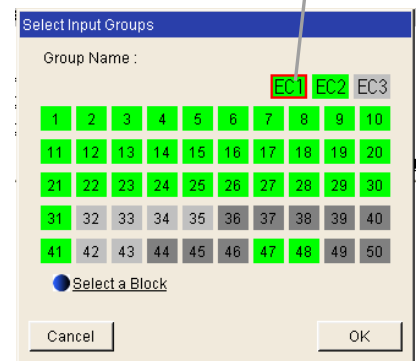 Select Input Groups
Group Name :
EC1 EC2 EC3
1 2 3 4 5 6 7 8 9 10
11 12 13 14 15 16 17 18 19 20
21 22 23 24 25 26 27 28 29 30
31 32 33 34 35 36 37 38 39 40
41 42 43 44 45 46 47 48 49 50
Select a Block
Cancel OK